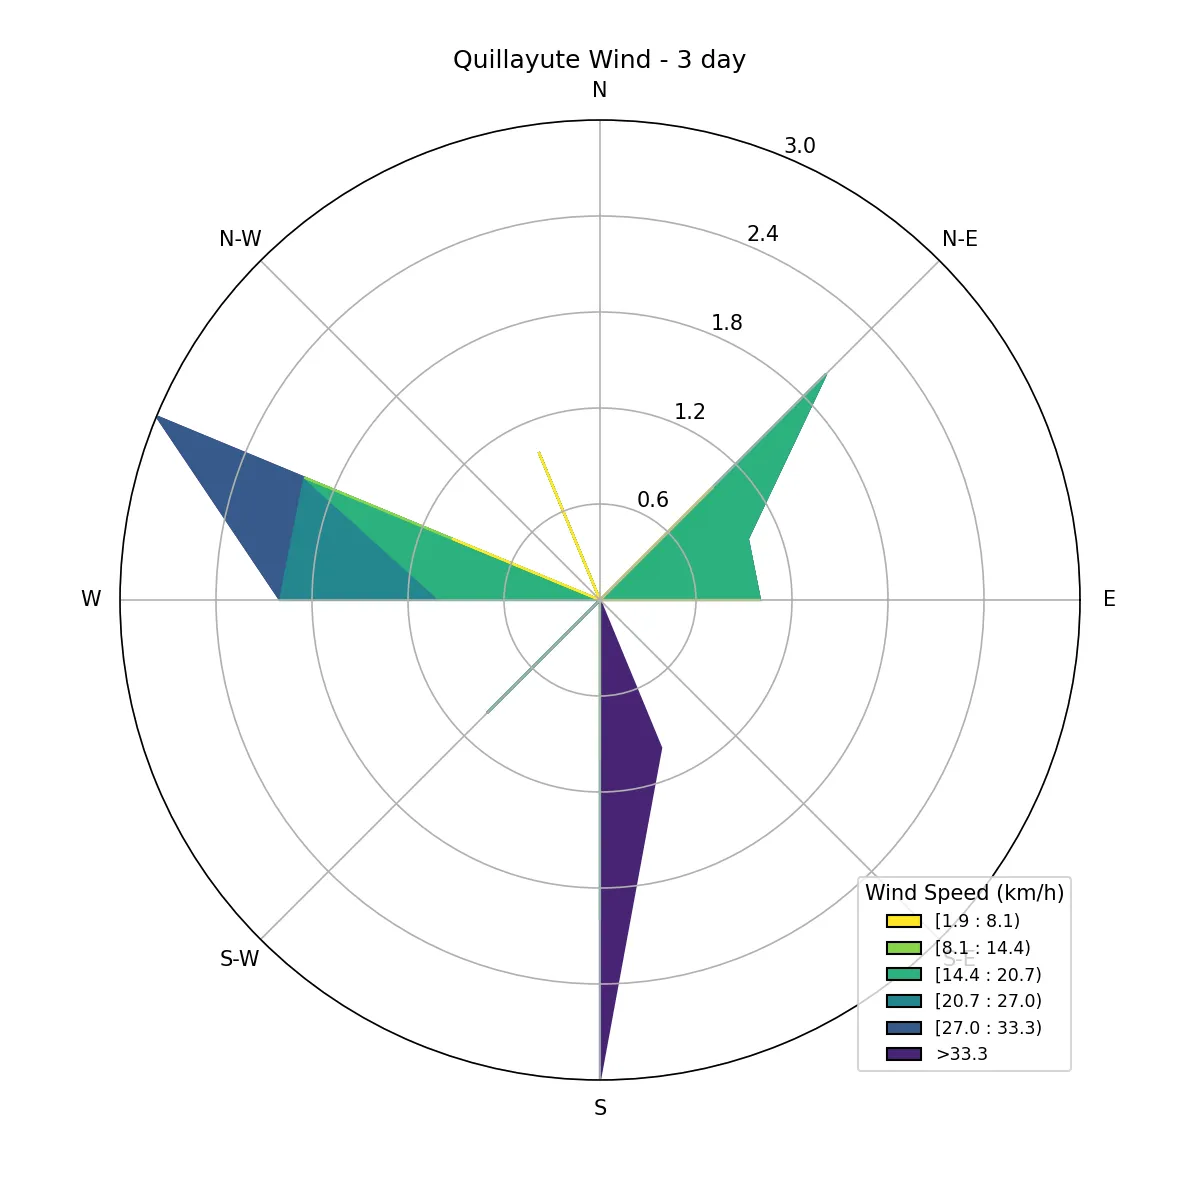 Quillayute Wind - 3 day
N
3.0
N-W
2.4
N-E
1.8
1.2
0.6
W
E
S-W
S-E
S
Wind Speed (km/h)
[1.9 : 8.1)
[8.1 : 14.4)
[14.4 : 20.7)
[20.7 : 27.0)
[27.0 : 33.3)
>33.3